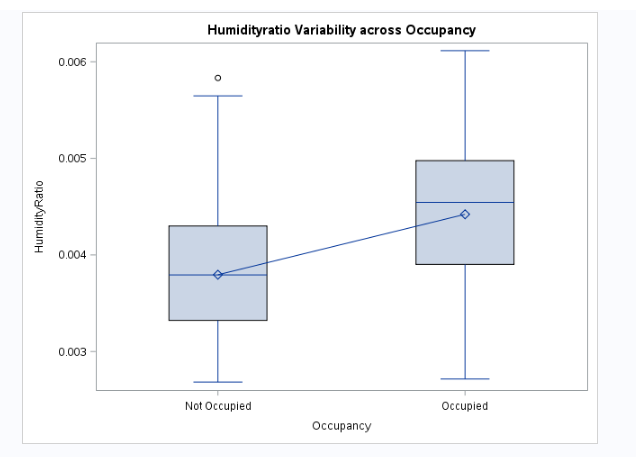 Humidityratio Variability across Occupancy
0.006
0.005
0.004
0.003
HumidityRatio
Not Occupied
Occupied
Occupancy